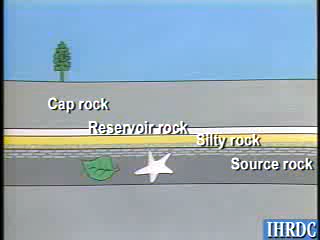 Cap rock
Reservoir rock
Silty rock
Source rock
IHRDC